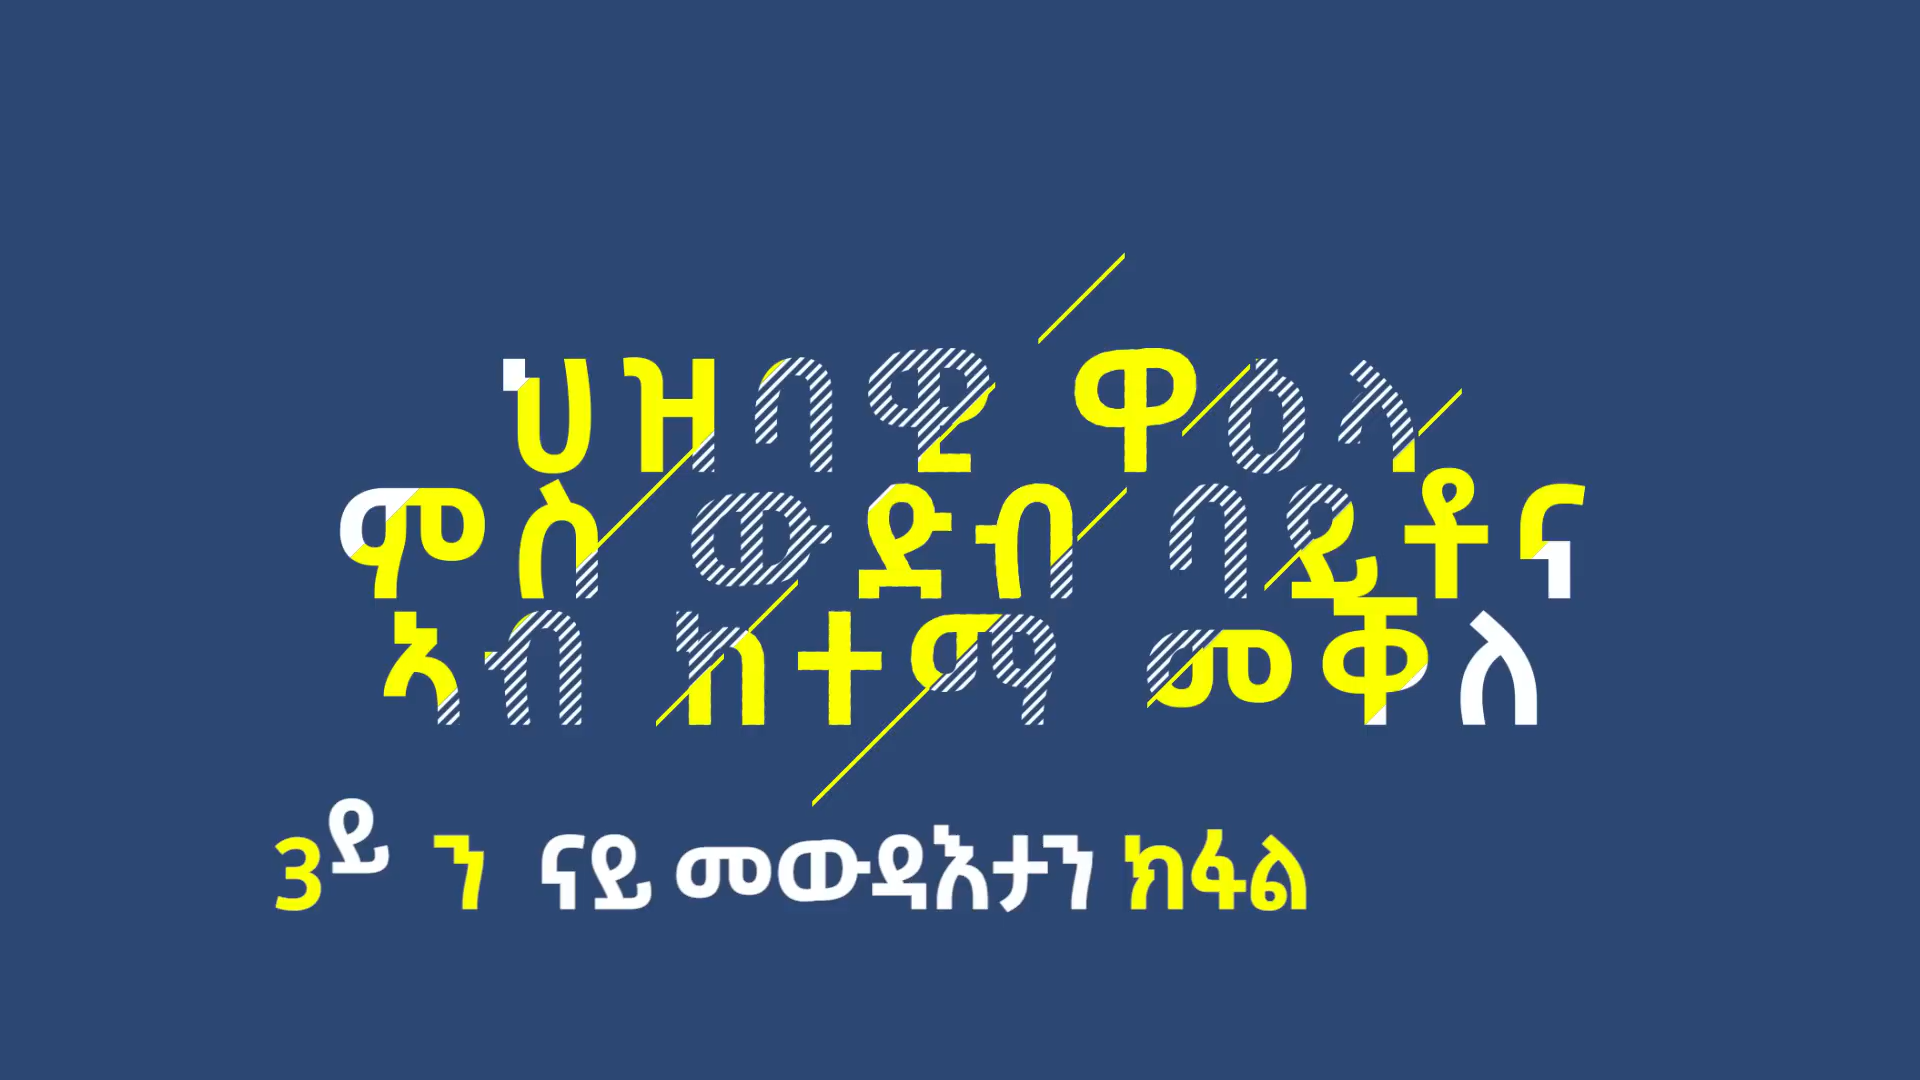 ህዝባዊ ዋዕላ
ምስ ውድብ ባይቶና
ኣብ ከተማ መቐለ
3ይ ን ናይ መውዳእታን ክፋል